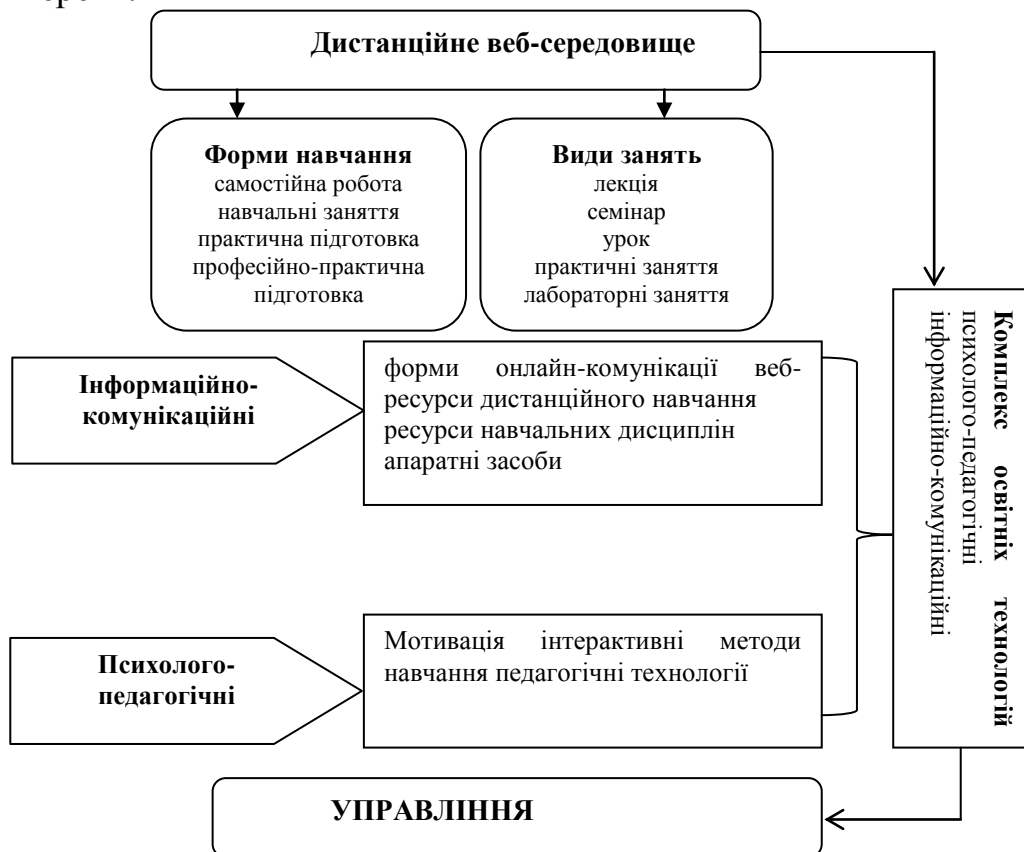 Дистанційне веб-середовище
Форми навчання
самостійна робота
навчальні заняття
практична підготовка
професійно-практична
підготовка
Види занять
лекція
семінар
урок
практичні заняття
лабораторні заняття
Інформаційно-
комунікаційні
форми онлайн-комунікації веб-
ресурси дистанційного навчання
ресурси навчальних дисциплін
апаратні засоби
Комплекс освітніх технологій
психолого-педагогічні
інформаційно-комунікаційні
Психолого-
педагогічні
Мотивація інтерактивні методи
навчання педагогічні технології
УПРАВЛІННЯ